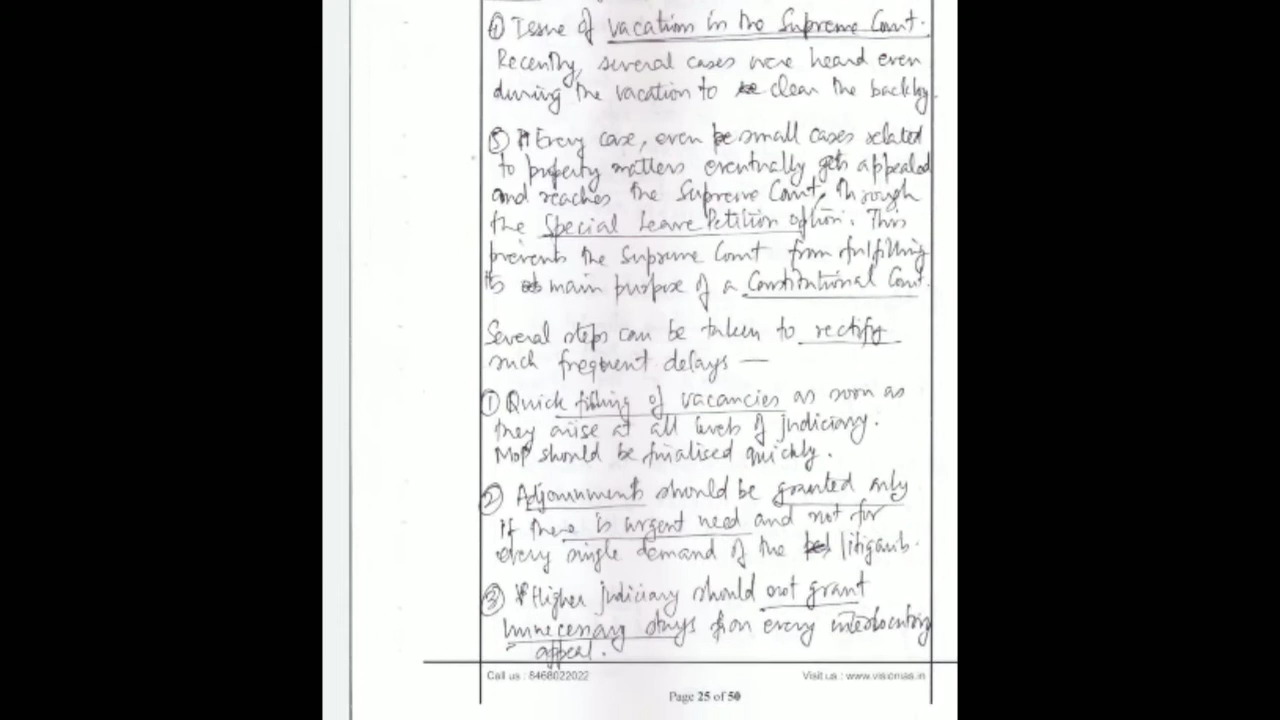 ④ Issue of vacation in the Supreme Court.
Recently, several cases were heard even
during the vacation to clear the backlog.
⑤ Every case, even small cases related
to property matters eventually gets appealed
and reaches the Supreme Court, through
the Special Leave Petition option. This
prevents the Supreme Court from fulfilling
its main purpose of a Constitutional Court.
Several steps can be taken to rectify
such frequent delays —
① Quick filling of vacancies as soon as
they arise at all levels of judiciary.
MoP should be finalised quickly.
② Adjournments should be granted only
if there is urgent need and not for
every single demand of the litigants.
③ Higher judiciary should not grant
unnecessary stays on every interlocutory
appeal.
Call us : 8468022022
Visit us : www.visionias.in
Page 25 of 50